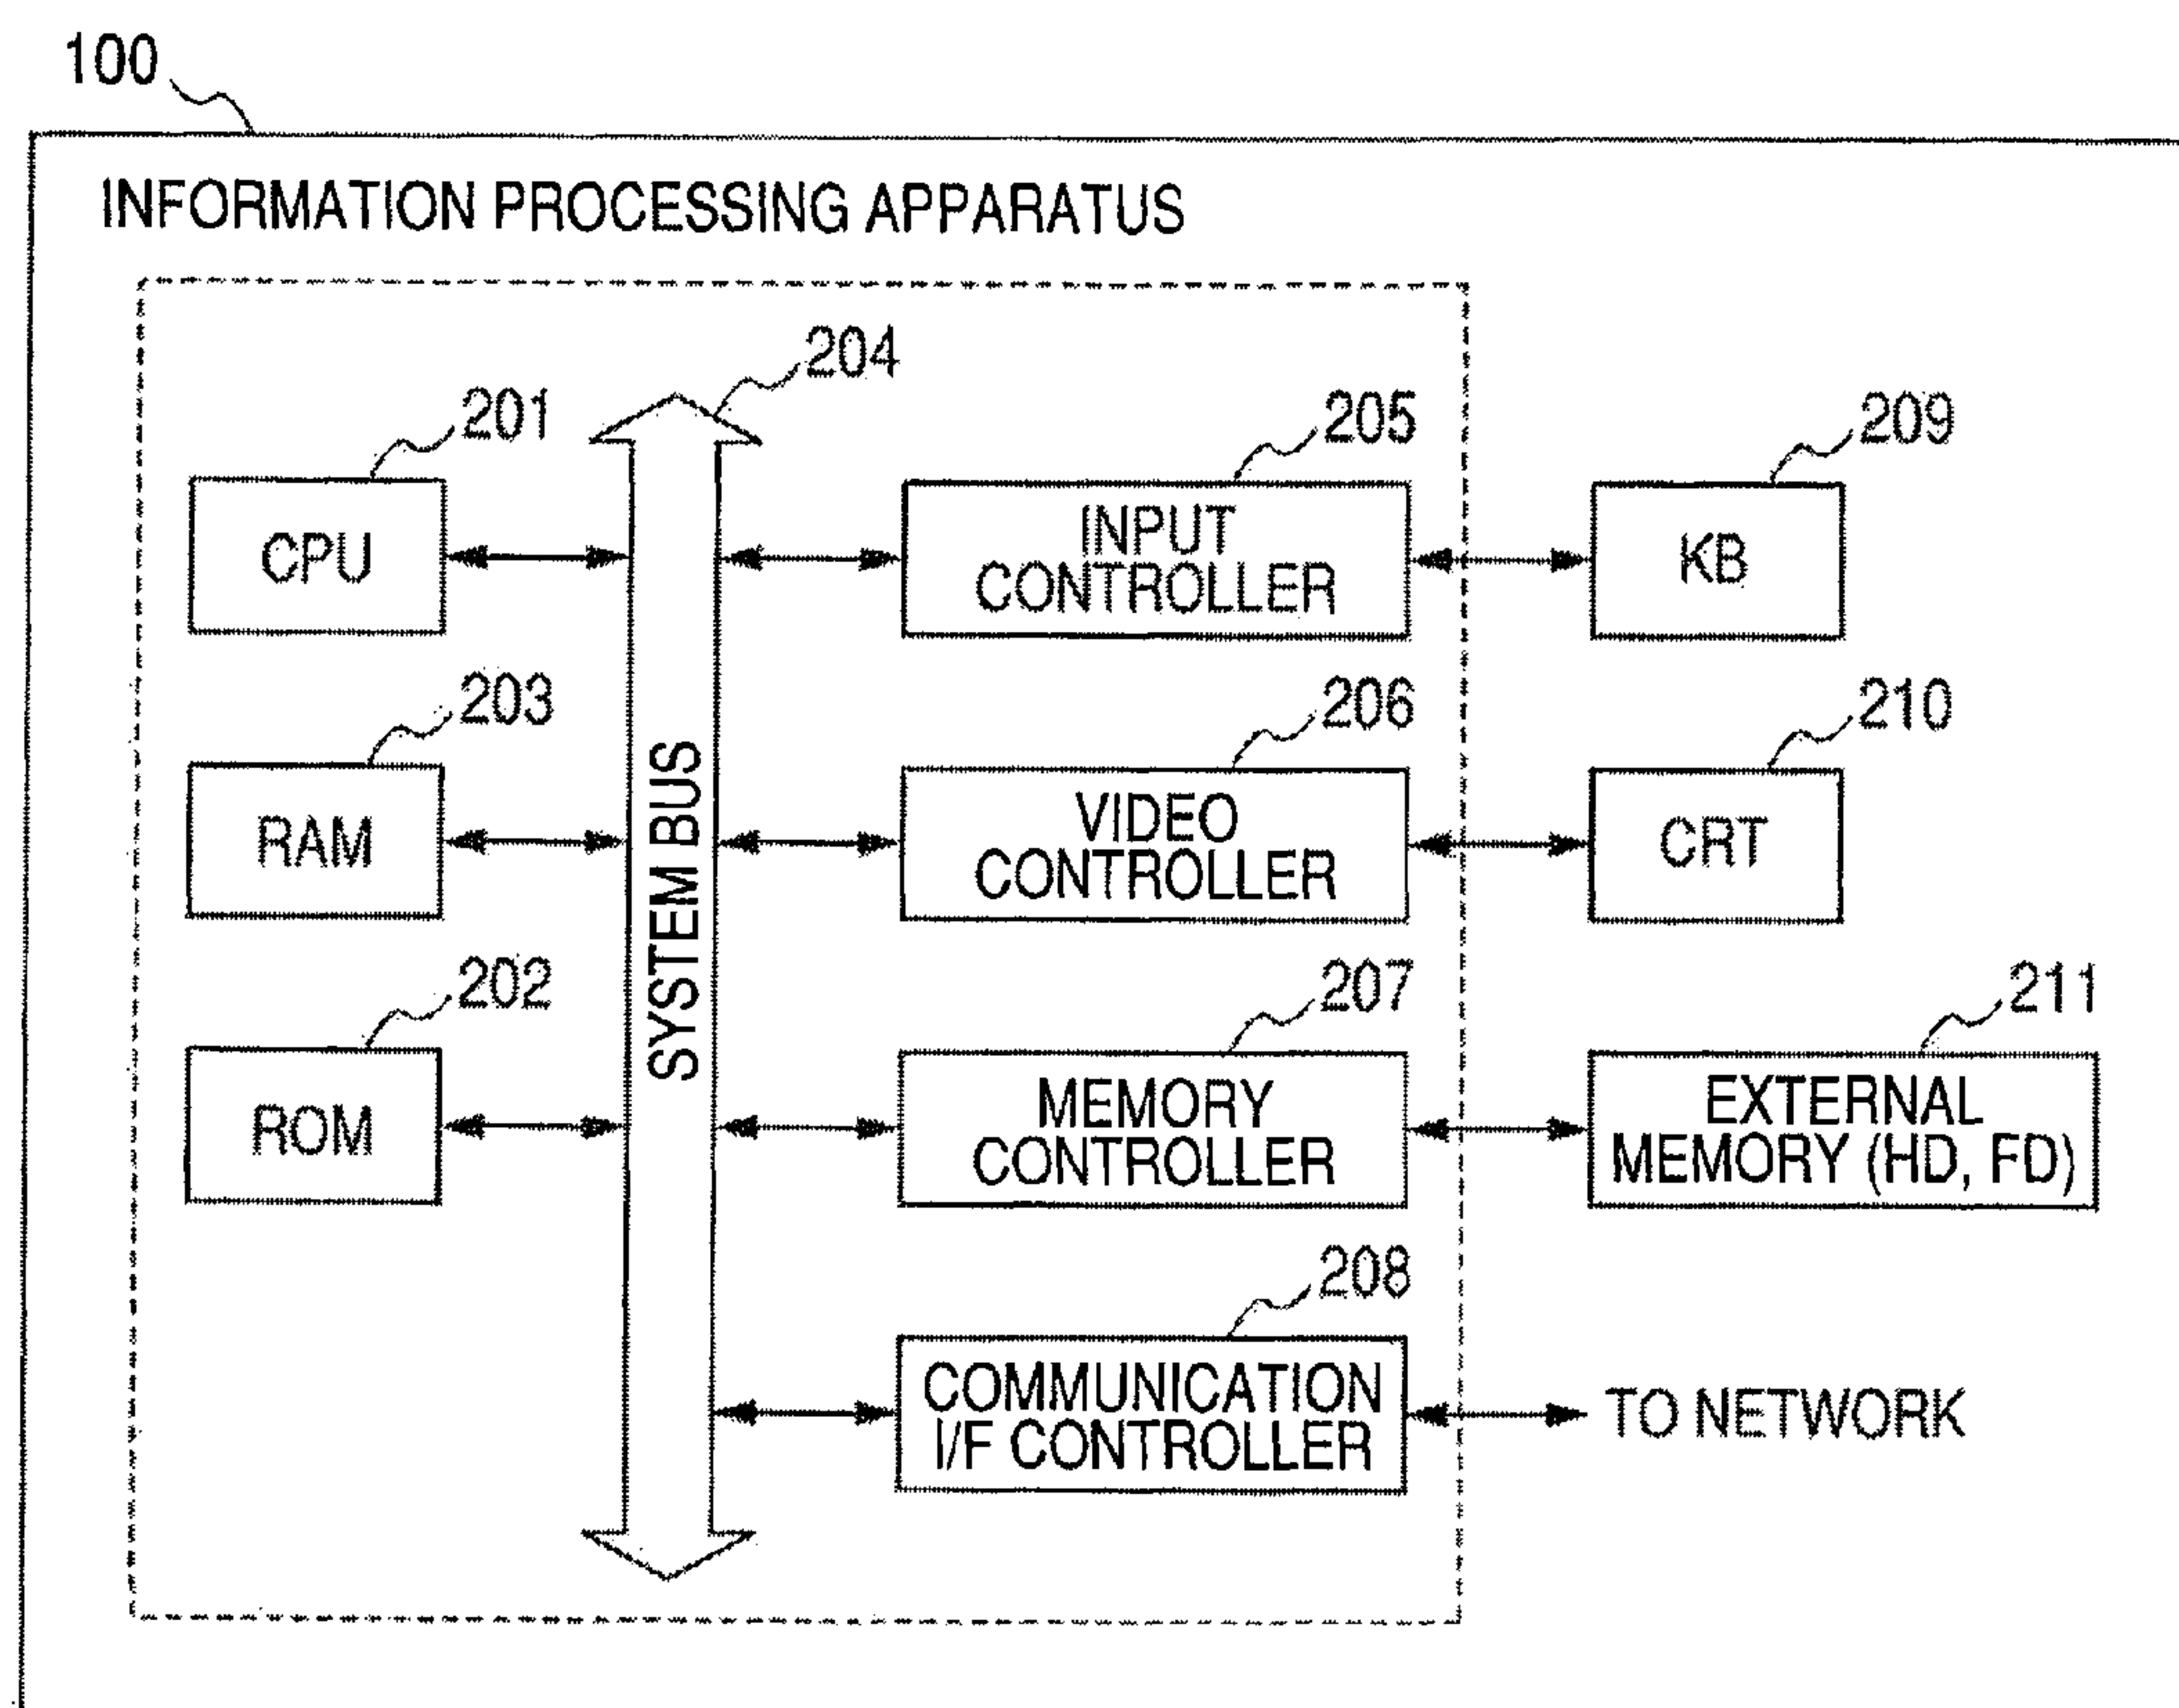 100
INFORMATION PROCESSING APPARATUS
204
201
205
209
CPU
INPUT
CONTROLLER
KB
203
206
210
RAM
SYSTEM BUS
VIDEO
CONTROLLER
CRT
202
207
211
ROM
MEMORY
CONTROLLER
EXTERNAL
MEMORY (HD, FD)
208
COMMUNICATION
I/F CONTROLLER
TO NETWORK